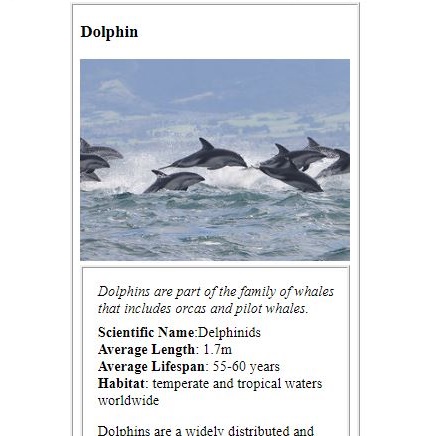 Dolphin
Dolphins are part of the family of whales
that includes orcas and pilot whales.
Scientific Name:Delphinids
Average Length: 1.7m
Average Lifespan: 55-60 years
Habitat: temperate and tropical waters
worldwide
Dolphins are a widely distributed and